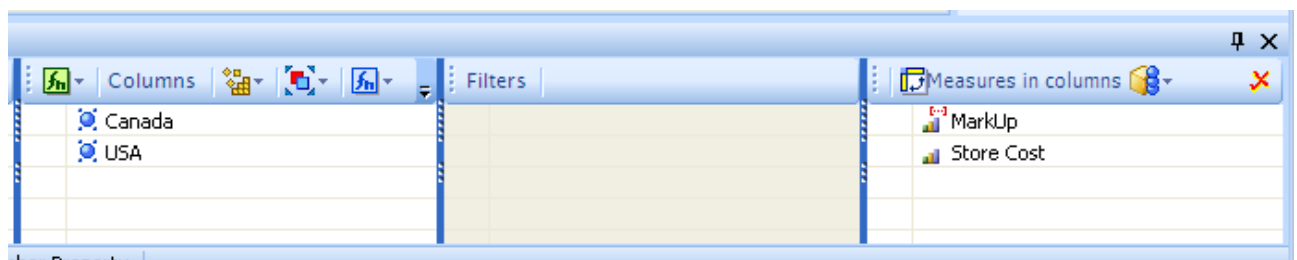 Columns
Filters
Measures in columns
Canada
MarkUp
USA
Store Cost